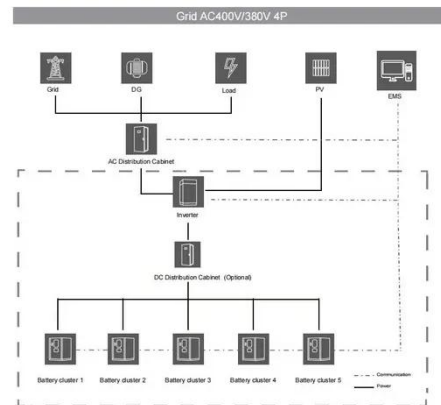 Grid AC400V/380V 4P
Grid
DG
Load
PV
EMS
AC Distribution Cabinet
Inverter
DC Distribution Cabinet (Optional)
Battery cluster 1
Battery cluster 2
Battery cluster 3
Battery cluster 4
Battery cluster 5
Communication
Power